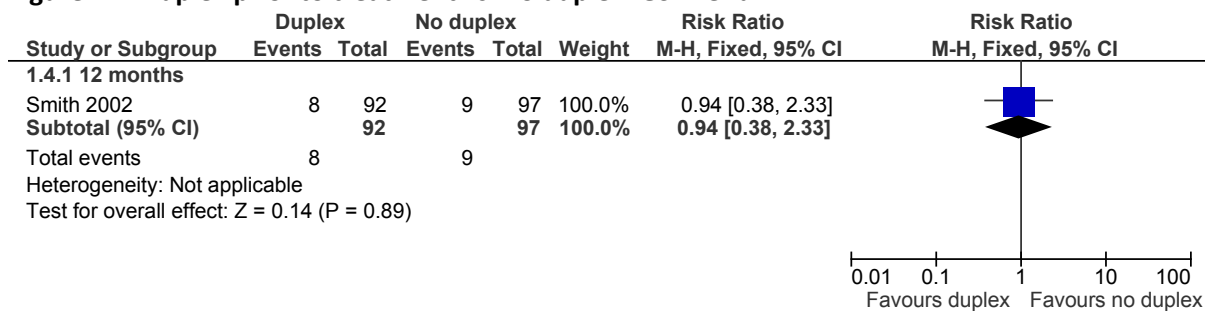 Duplex No duplex Risk Ratio Risk Ratio
Study or Subgroup Events Total Events Total Weight M-H, Fixed, 95% CI M-H, Fixed, 95% CI
1.4.1 12 months
Smith 2002 8 92 9 97 100.0% 0.94 [0.38, 2.33]
Subtotal (95% CI) 92 97 100.0% 0.94 [0.38, 2.33]
Total events 8 9
Heterogeneity: Not applicable
Test for overall effect: Z = 0.14 (P = 0.89)
0.01 0.1 1 10 100
Favours duplex Favours no duplex